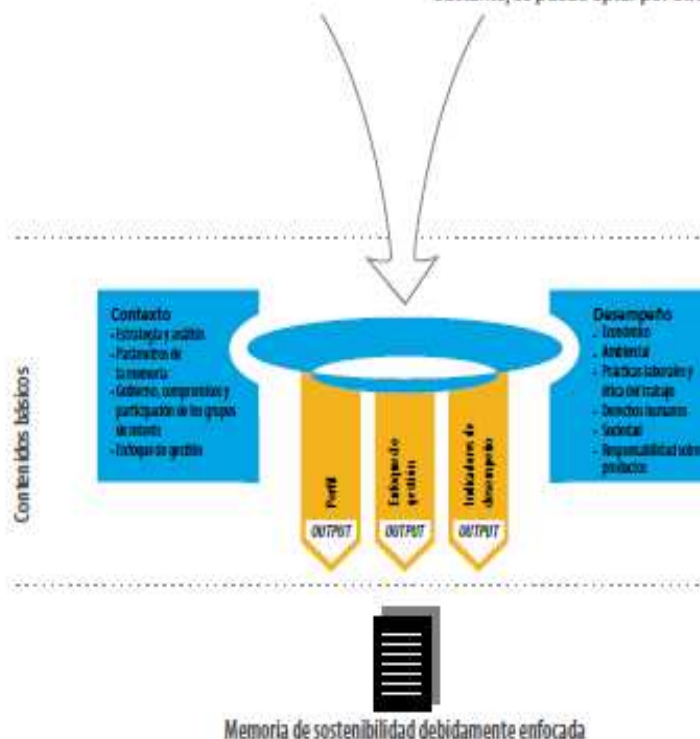 Contenidos básicos
Contexto
- Estrategia y análisis
- Parámetros de
la memoria
- Gobierno, compromisos y
participación de los grupos
de interés
- Enfoque de gestión
Desempeño
- Económico
- Ambiental
- Prácticas laborales y
ética del trabajo
- Derechos humanos
- Sociedad
- Responsabilidad sobre
productos
Perfil
Enfoque de
gestión
Indicadores de
desempeño
OUTPUT
OUTPUT
OUTPUT
Memoria de sostenibilidad debidamente enfocada